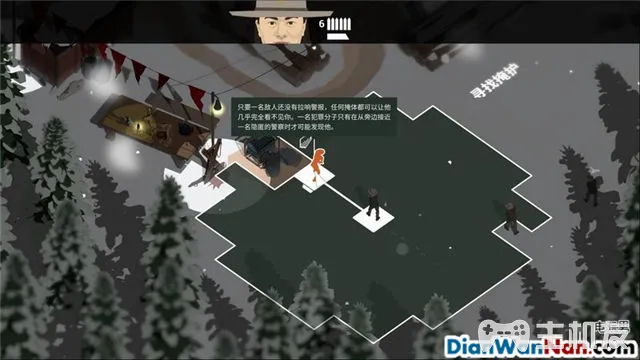 6
寻找掩护
只要一名敌人还没有拉响警报，任何掩体都可以让他
几乎完全看不见你。一名犯罪分子只有在从旁边接近
一名隐匿的警察时才可能发现他。
主机友
DianWanNan.com